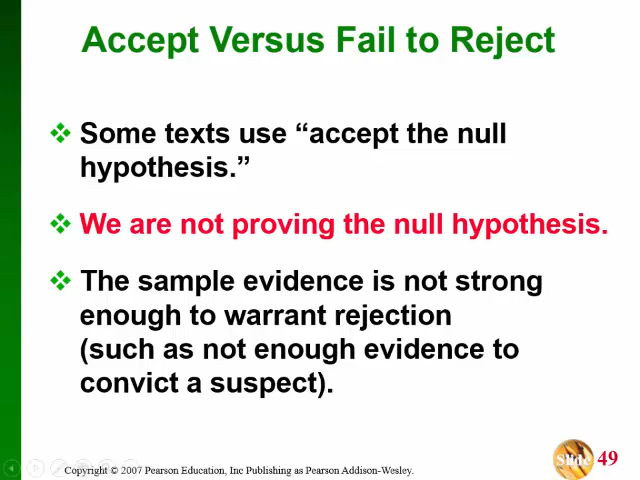 Accept Versus Fail to Reject
Some texts use “accept the null
hypothesis.”
We are not proving the null hypothesis.
The sample evidence is not strong
enough to warrant rejection
(such as not enough evidence to
convict a suspect).
Copyright © 2007 Pearson Education, Inc Publishing as Pearson Addison-Wesley.
Slide 49